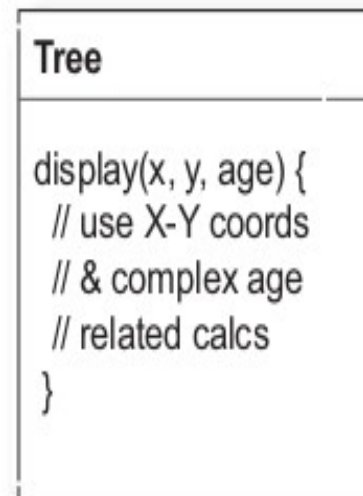 Tree
display(x, y, age) {
// use X-Y coords
// & complex age
// related calcs
}